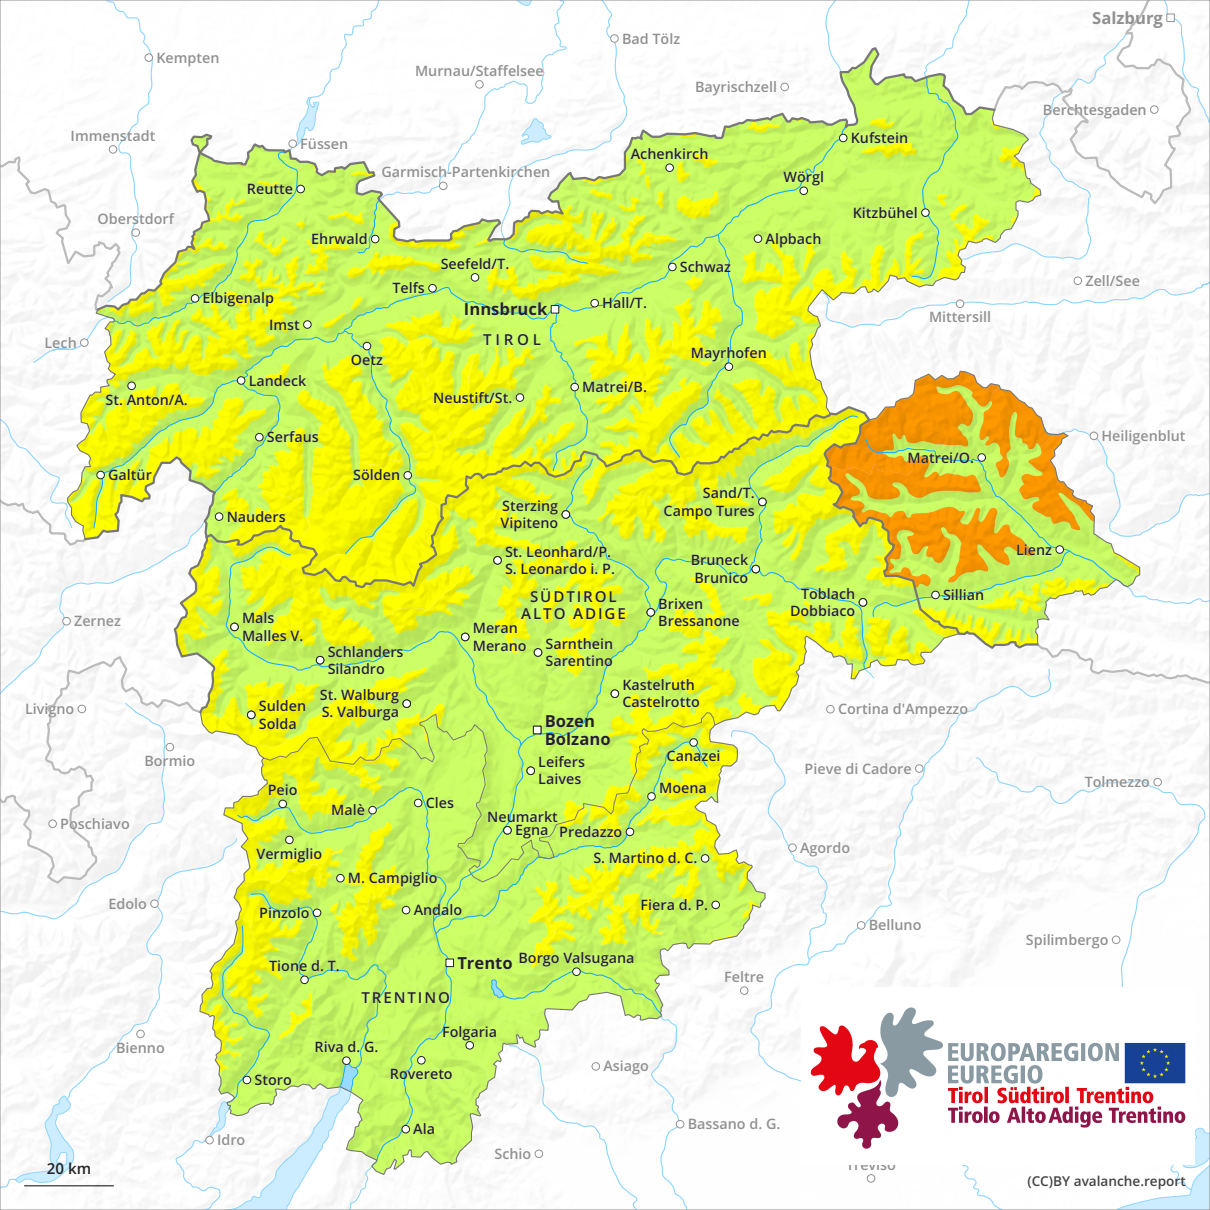 Salzburg
Bad Tölz
Kempten
Murnau/Staffelsee
Bayrischzell
Berchtesgaden
Immenstadt
Füssen
Kufstein
Achenkirch
Garmisch-Partenkirchen
Wörgl
Reutte
Kitzbühel
Oberstdorf
Ehrwald
Alpbach
Seefeld/T.
Schwaz
Zell/See
Telfs
Elbigenalp
Hall/T.
Innsbruck
Mittersill
Imst
TIROL
Lech
Oetz
Mayrhofen
Landeck
Matrei/B.
St. Anton/A.
Neustift/St.
Serfaus
Heiligenblut
Matrei/O.
Galtür
Sölden
Sand/T.
Campo Tures
Sterzing
Vipiteno
Nauders
St. Leonhard/P.
S. Leonardo i. P.
Lienz
Bruneck
Brunico
SÜDTIROL
ALTO ADIGE
Toblach
Dobbiaco
Sillian
Brixen
Bressanone
Zernez
Mals
Malles V.
Meran
Merano
Sarnthein
Sarentino
Schlanders
Silandro
Kastelruth
Castelrotto
St. Walburg
S. Valburga
Sulden
Solda
Livigno
Cortina d'Ampezzo
Bozen
Bolzano
Bormio
Canazei
Leifers
Laives
Pieve di Cadore
Tolmezzo
Peio
Moena
Malè
Cles
Poschiavo
Neumarkt
Egna
Predazzo
Vermiglio
Agordo
S. Martino d. C.
M. Campiglio
Edolo
Pinzolo
Andalo
Fiera d. P.
Belluno
Spilimbergo
Trento
Borgo Valsugana
Tione d. T.
Feltre
TRENTINO
Folgaria
Bienno
Riva d. G.
Rovereto
Asiago
Storo
EUROPAREGION
EUREGIO
Tirol Südtirol Trentino
Tirolo Alto Adige Trentino
Ala
Bassano d. G.
Idro
Schio
Treviso
20 km
(CC)BY avalanche.report